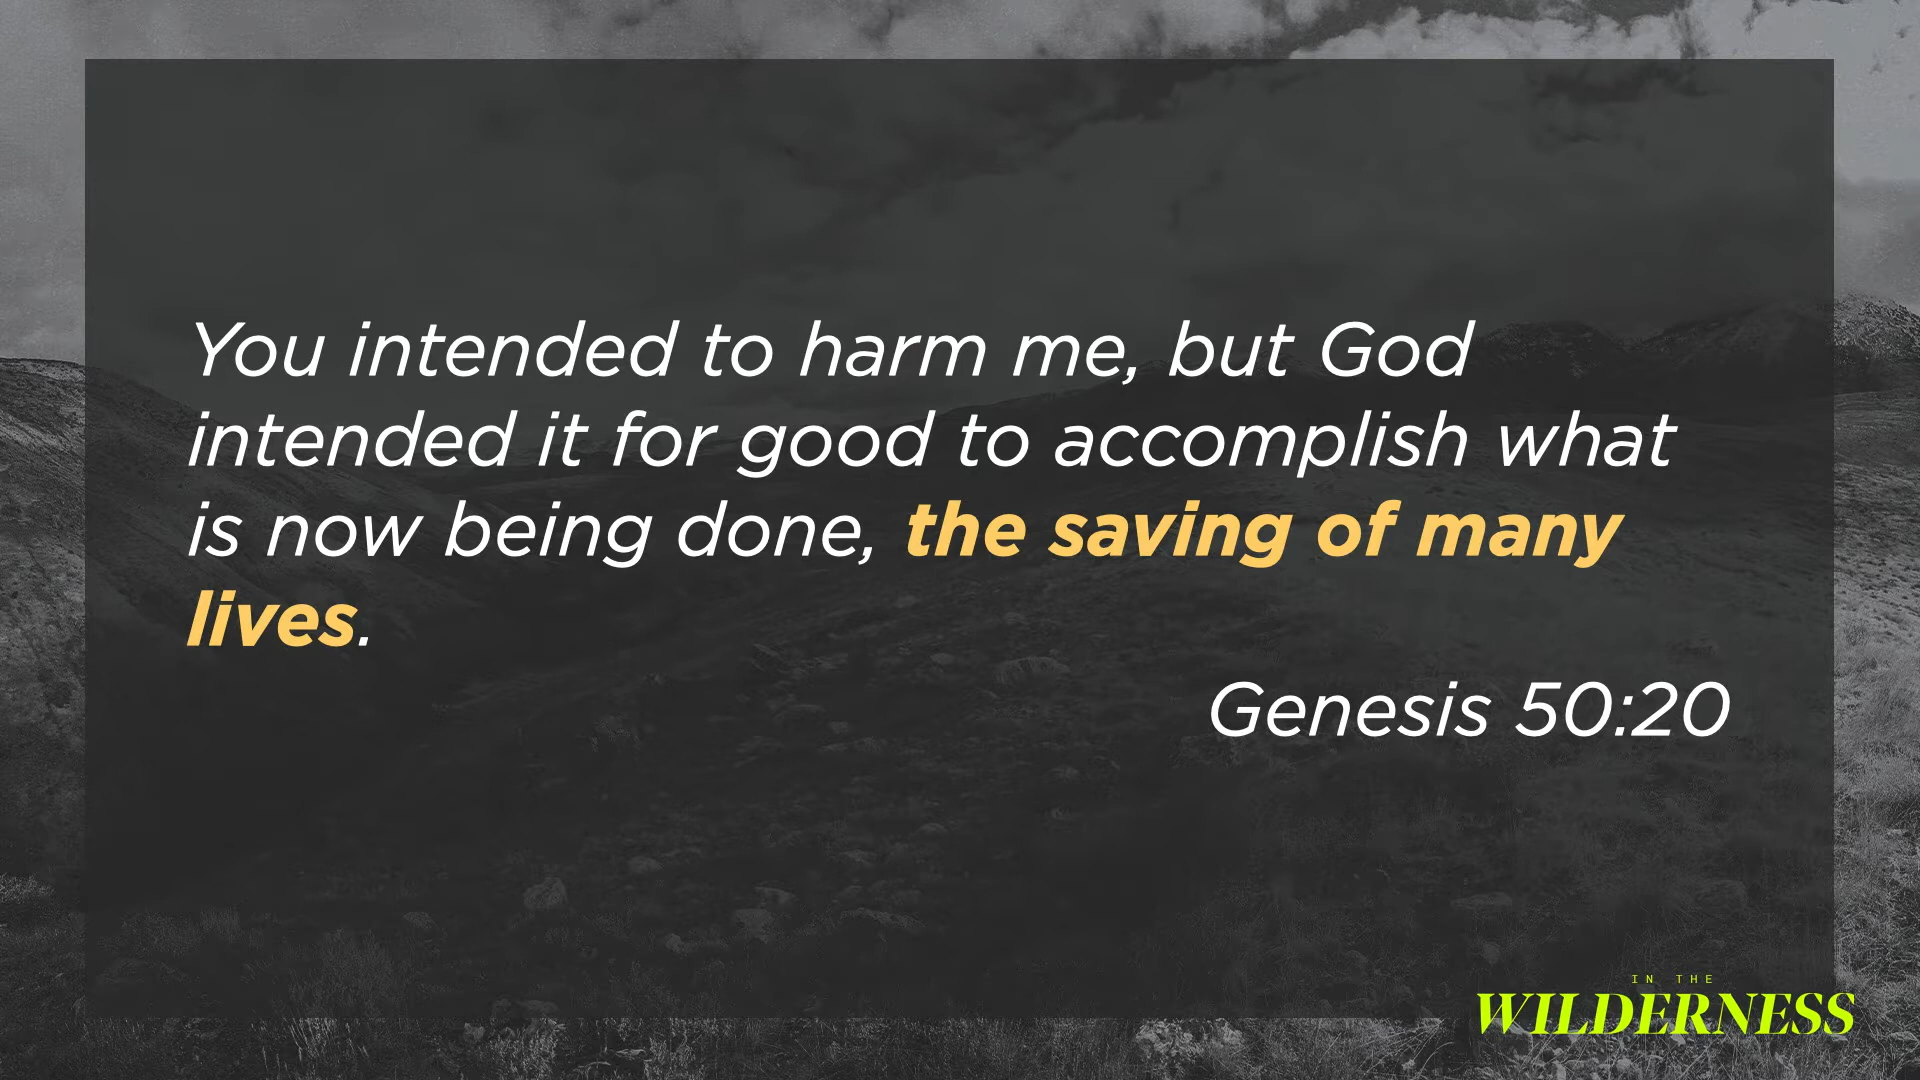 You intended to harm me, but God
intended it for good to accomplish what
is now being done, the saving of many
lives.
Genesis 50:20
IN THE
WILDERNESS